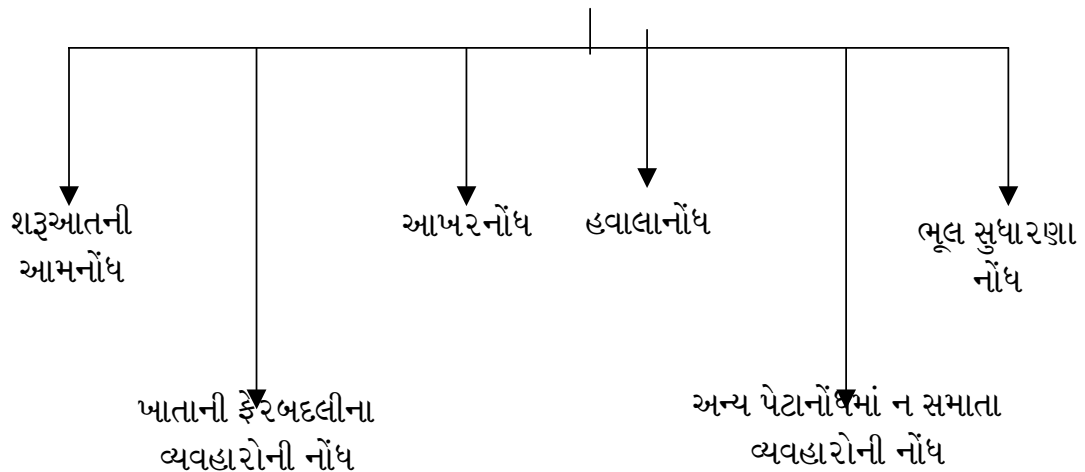 શરૂઆતની
આમનોંધ
આખરનોંધ
હવાલાનોંધ
ભૂલ સુધારણા
નોંધ
ખાતાની ફેરબદલીના
વ્યવહારોની નોંધ
અન્ય પેટાનોંધમાં ન સમાતા
વ્યવહારોની નોંધ